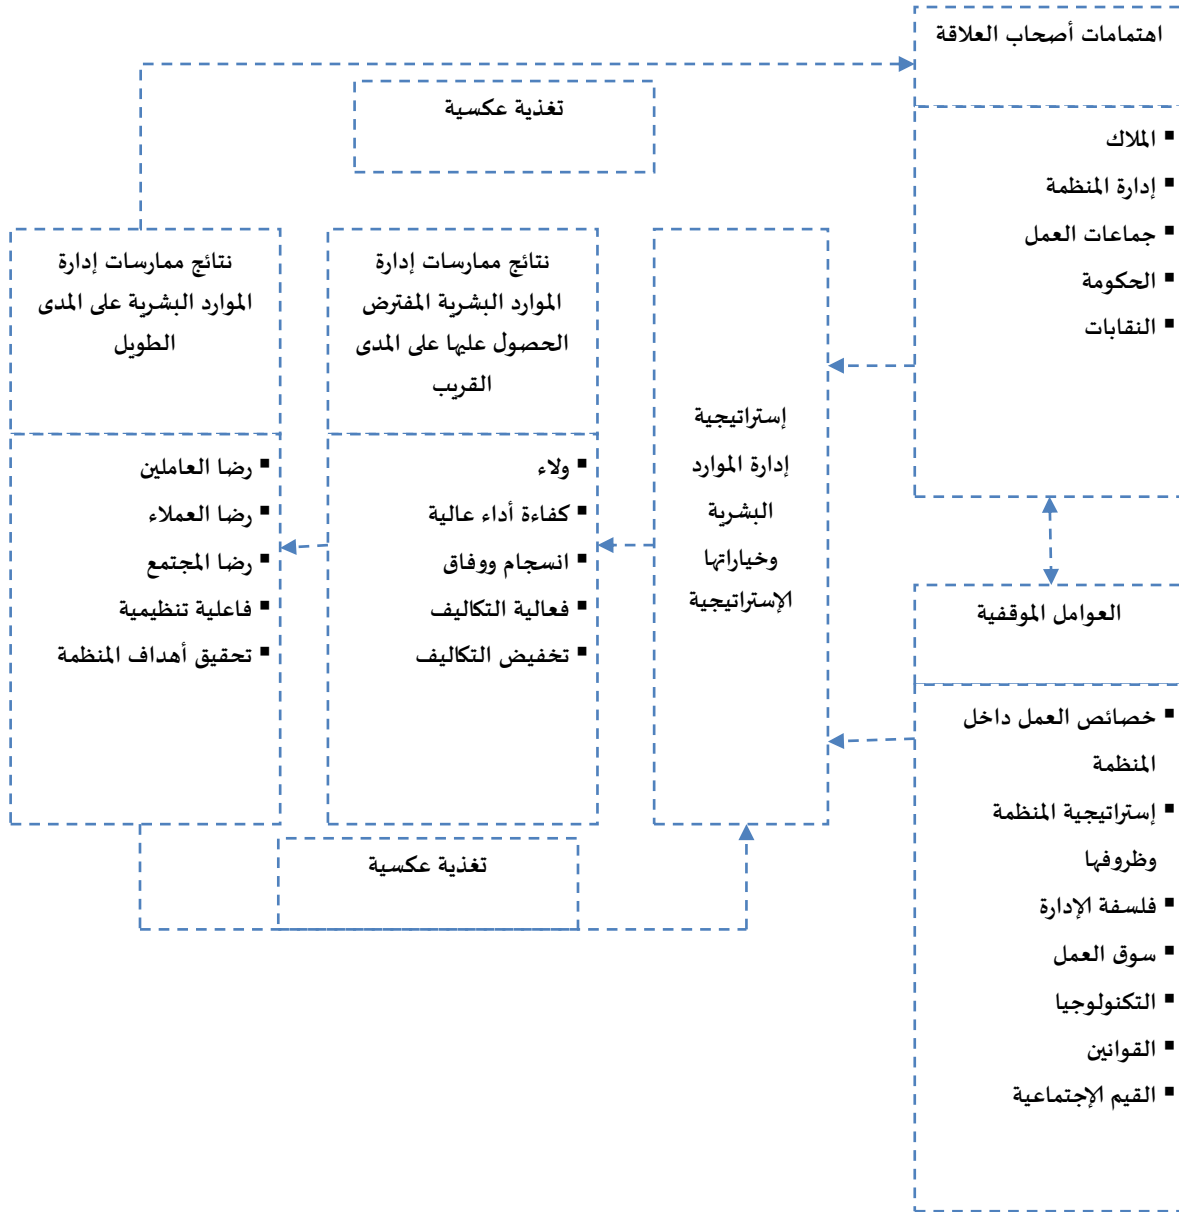 اهتمامات أصحاب العلاقة
▪ الملاك
▪ إدارة المنظمة
▪ جماعات العمل
▪ الحكومة
▪ النقابات
العوامل الموقفية
▪ خصائص العمل داخل
المنظمة
▪ إستراتيجية المنظمة
وظروفها
▪ فلسفة الإدارة
▪ سوق العمل
▪ التكنولوجيا
▪ القوانين
▪ القيم الإجتماعية
تغذية عكسية
إستراتيجية
إدارة الموارد
البشرية
وخياراتها
الإستراتيجية
نتائج ممارسات إدارة
الموارد البشرية المفترض
الحصول عليها على المدى
القريب
▪ ولاء
▪ كفاءة أداء عالية
▪ انسجام ووفاق
▪ فعالية التكاليف
▪ تخفيض التكاليف
نتائج ممارسات إدارة
الموارد البشرية على المدى
الطويل
▪ رضا العاملين
▪ رضا العملاء
▪ رضا المجتمع
▪ فاعلية تنظيمية
▪ تحقيق أهداف المنظمة
تغذية عكسية